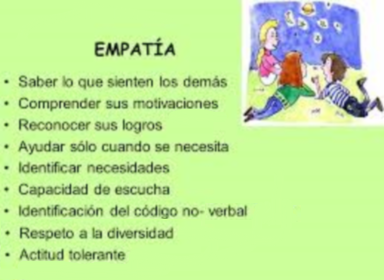 EMPATÍA
• Saber lo que sienten los demás
• Comprender sus motivaciones
• Reconocer sus logros
• Ayudar sólo cuando se necesita
• Identificar necesidades
• Capacidad de escucha
• Identificación del código no- verbal
• Respeto a la diversidad
• Actitud tolerante